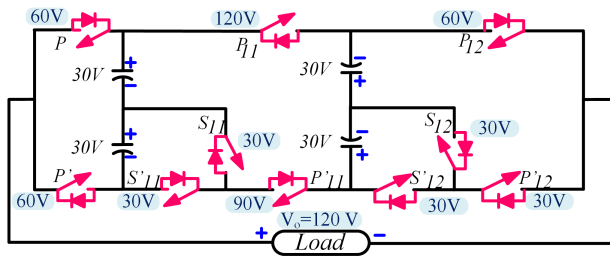 60V 120V 60V
P P11 P12
+ − 
30V 30V
− +
S11 S12
+ 30V − 30V
30V 30V
− +
P' S'11 P'11 S'12 P'12
60V 30V 90V 30V 30V
Vo=120 V
+ Load −